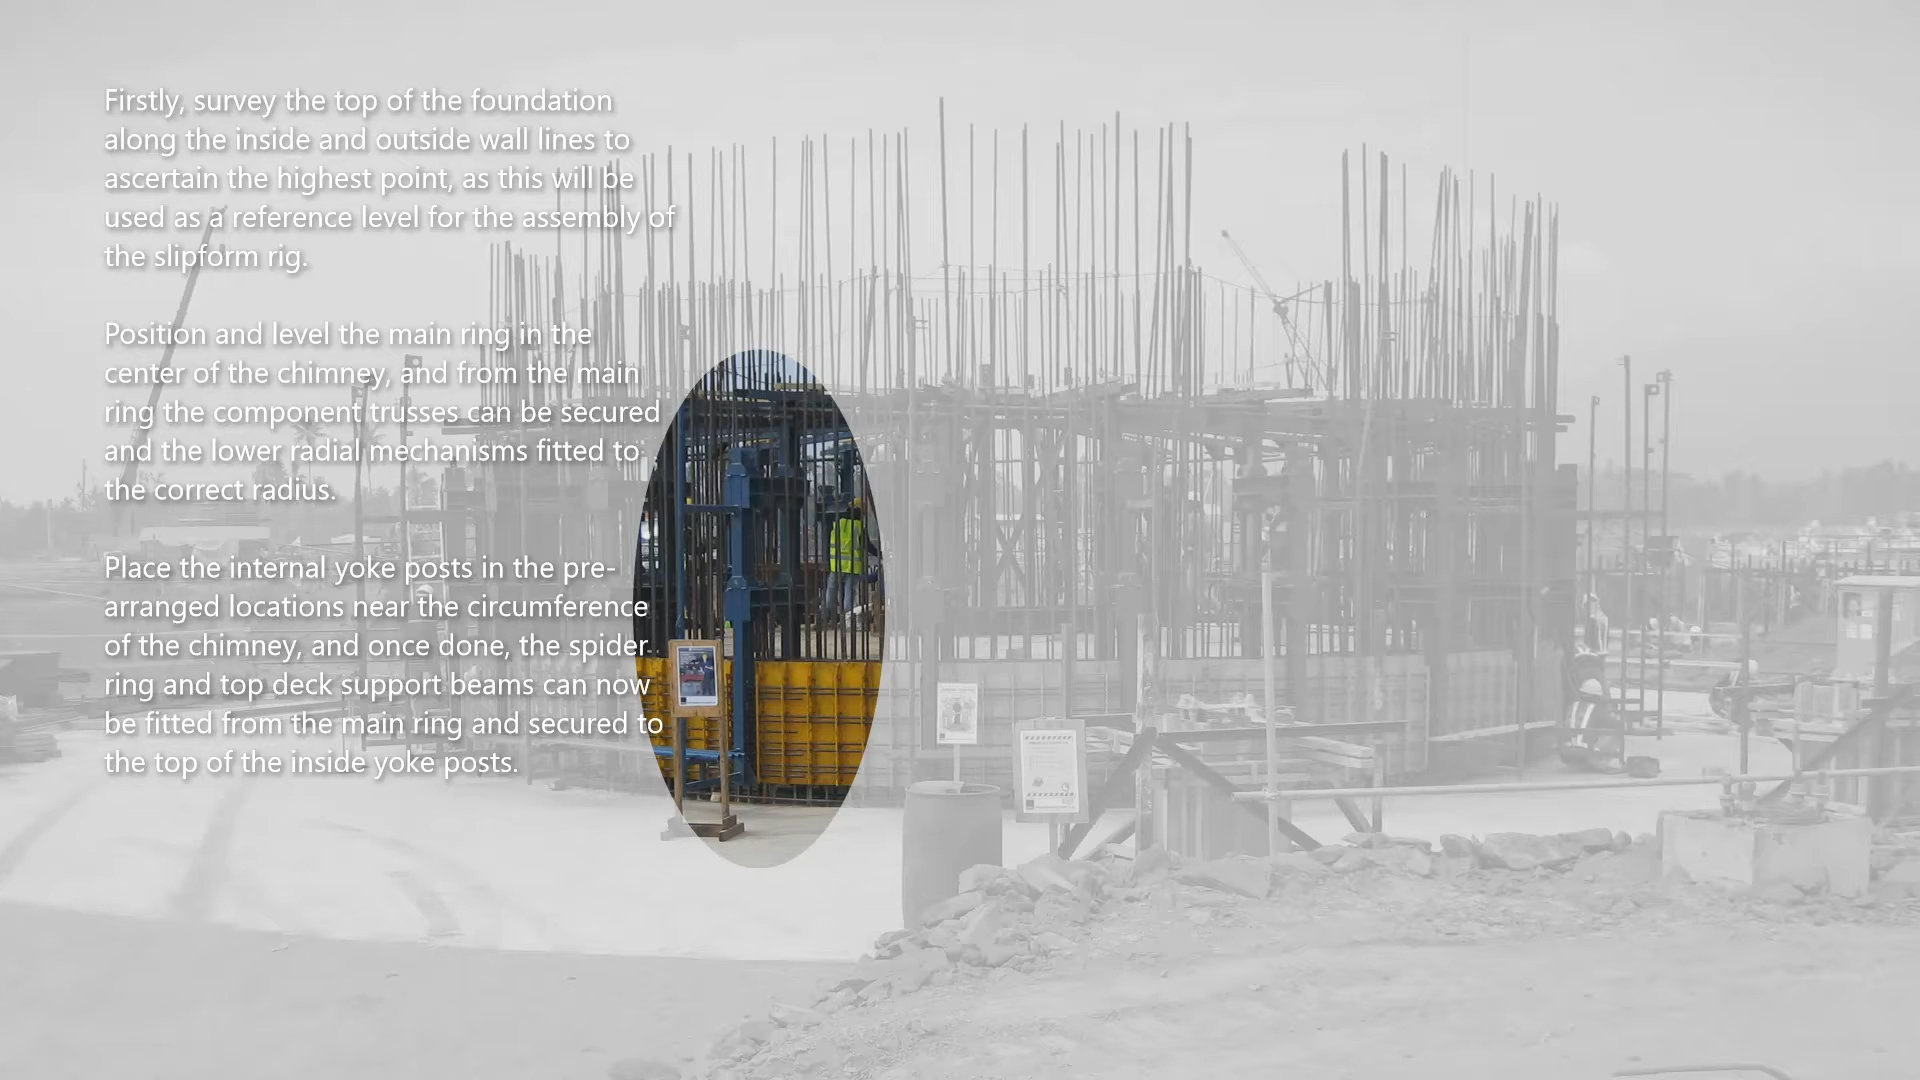 Firstly, survey the top of the foundation
along the inside and outside wall lines to
ascertain the highest point, as this will be
used as a reference level for the assembly of
the slipform rig.
Position and level the main ring in the
center of the chimney, and from the main
ring the component trusses can be secured
and the lower radial mechanisms fitted to
the correct radius.
Place the internal yoke posts in the pre-
arranged locations near the circumference
of the chimney, and once done, the spider
ring and top deck support beams can now
be fitted from the main ring and secured to
the top of the inside yoke posts.